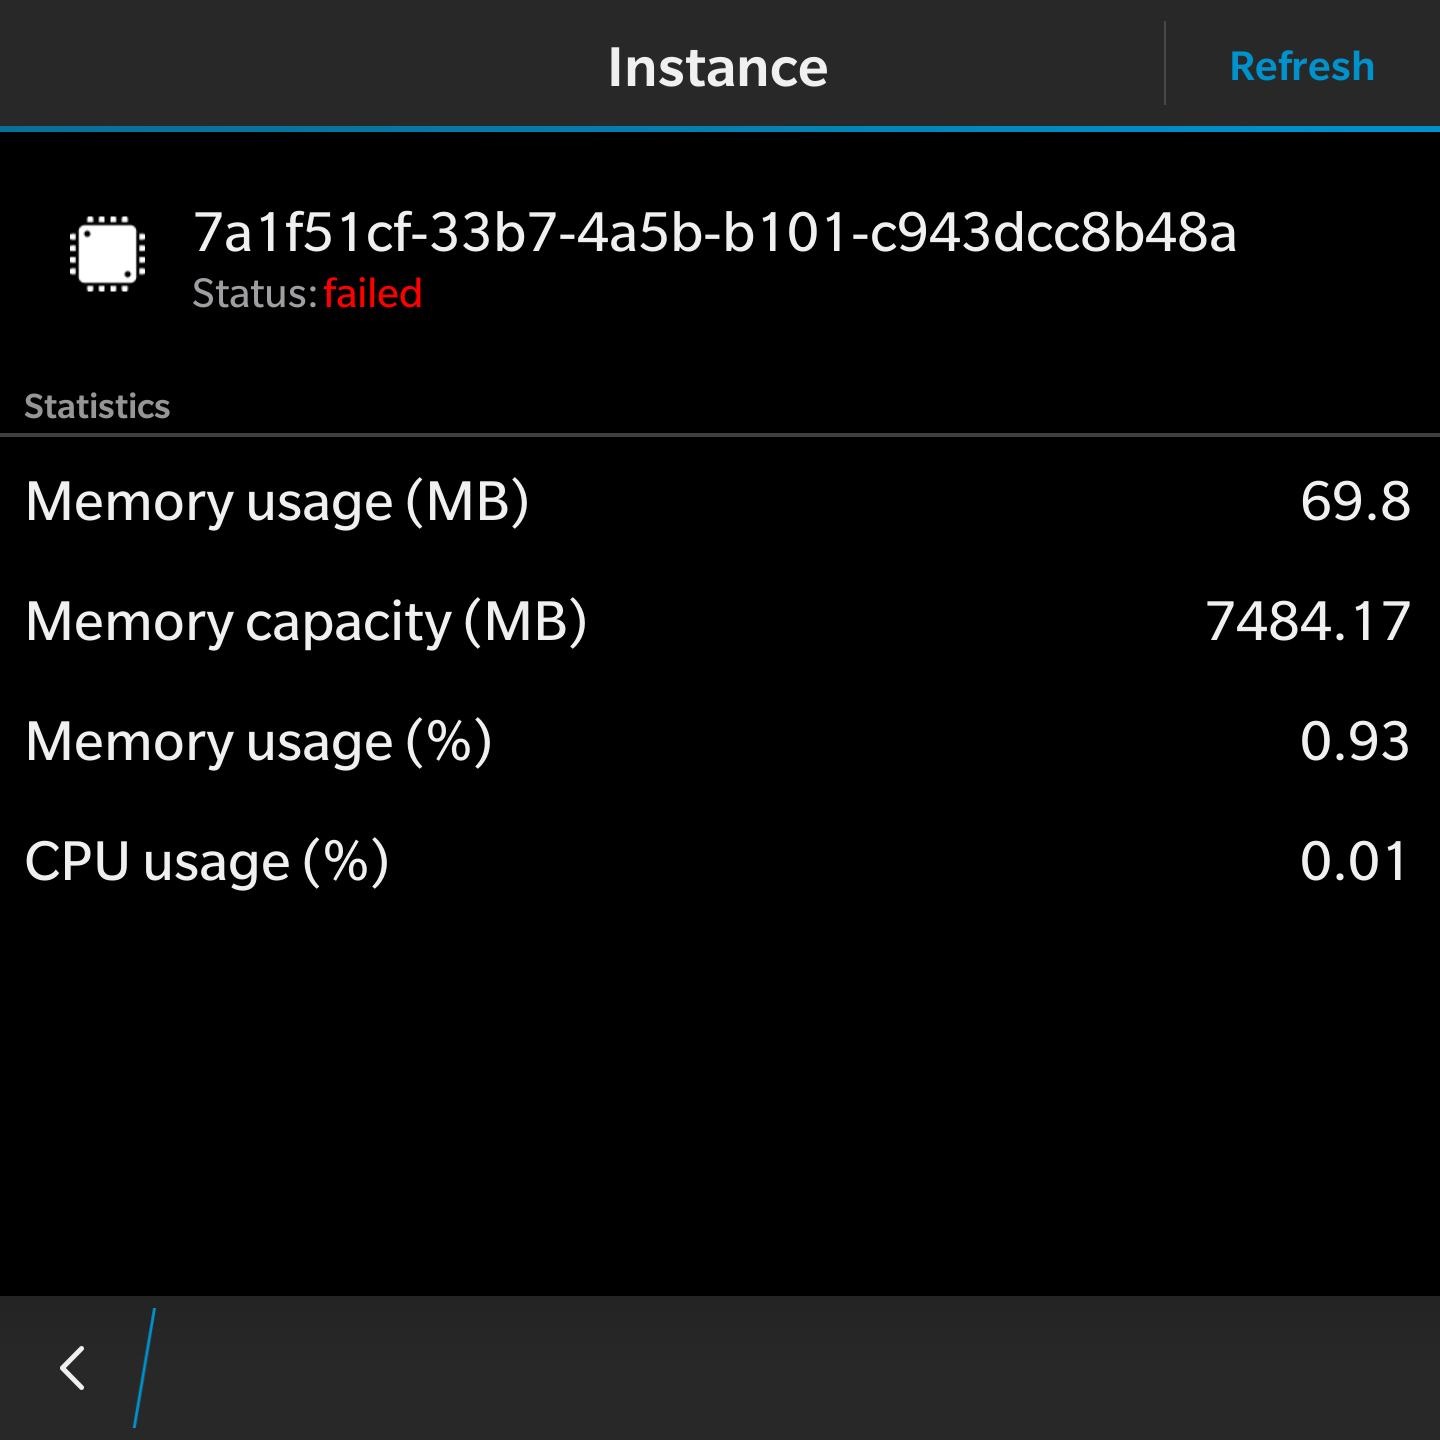 Instance
Refresh
7a1f51cf-33b7-4a5b-b101-c943dcc8b48a
Status: failed
Statistics
Memory usage (MB) 69.8
Memory capacity (MB) 7484.17
Memory usage (%) 0.93
CPU usage (%) 0.01